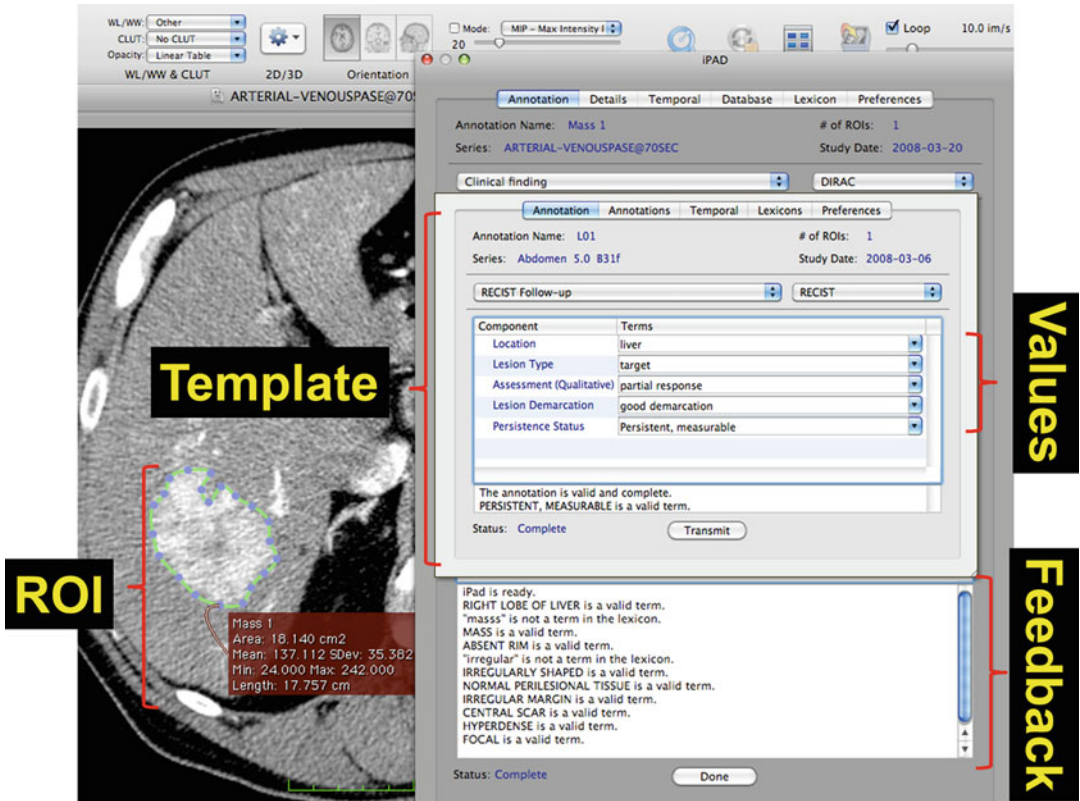 WL/WW: Other
CLUT: No CLUT
Opacity: Linear Table
WL/WW & CLUT
2D/3D
Orientation
Mode: MIP - Max Intensity
20
Loop
10.0 im/s
ARTERIAL-VENOUSPASE@70
iPAD
Annotation Details Temporal Database Lexicon Preferences
Annotation Name: Mass 1
# of ROIs: 1
Series: ARTERIAL-VENOUSPASE@70SEC
Study Date: 2008-03-20
Clinical finding
DIRAC
Annotation Annotations Temporal Lexicons Preferences
Annotation Name: L01
# of ROIs: 1
Series: Abdomen 5.0 B31f
Study Date: 2008-03-06
RECIST Follow-up
RECIST
Component Terms
Location liver
Lesion Type target
Assessment (Qualitative) partial response
Lesion Demarcation good demarcation
Persistence Status Persistent, measurable
The annotation is valid and complete.
PERSISTENT, MEASURABLE is a valid term.
Status: Complete
Transmit
iPad is ready.
RIGHT LOBE OF LIVER is a valid term.
"masss" is not a term in the lexicon.
MASS is a valid term.
ABSENT RIM is a valid term.
"irregular" is not a term in the lexicon.
IRREGULARLY SHAPED is a valid term.
NORMAL PERILESIONAL TISSUE is a valid term.
IRREGULAR MARGIN is a valid term.
CENTRAL SCAR is a valid term.
HYPERDENSE is a valid term.
FOCAL is a valid term.
Status: Complete
Done
Template
ROI
Mass 1
Area: 18.140 cm2
Mean: 137.112 SDev: 35.382
Min: 24.000 Max: 242.000
Length: 17.757 cm
Values
Feedback